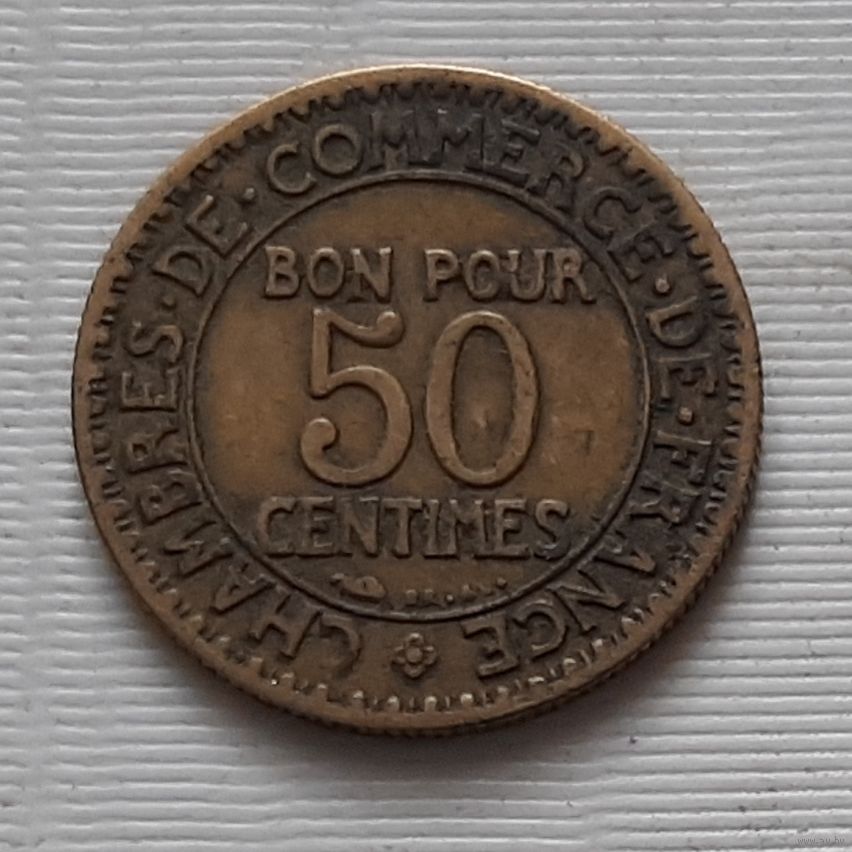 CHAMBRES·DE·COMMERCE·DE·FRANCE
BON POUR
50
CENTIMES